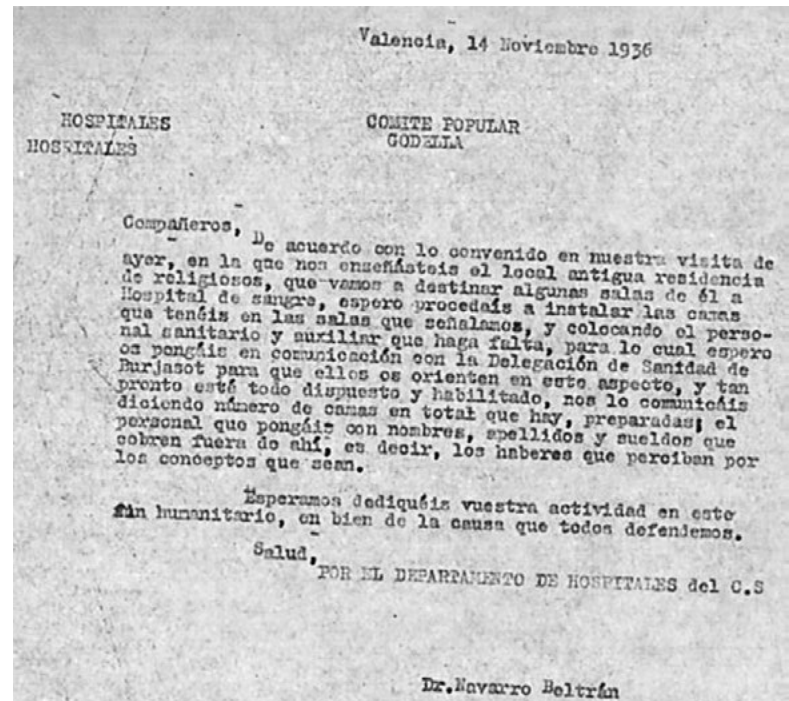 Valencia, 14 Noviembre 1936
HOSPITALES
COMITE POPULAR
HOSPITALES
GODELLA
Compañeros,
De acuerdo con lo convenido en nuestra visita de
ayer, en la que nos enseñásteis el local antigua residencia
de religiosos, que vamos a destinar algunas salas de él a
Hospital de sangre, espero procedais a instalar las camas
que tenéis en las salas que señalamos, y colocando el perso-
nal sanitario y auxiliar que haga falta, para lo cual espero
os pongáis en comunicación con la Delegación de Sanidad de
Burjasot para que ellos os orienten en este aspecto, y tan
pronto esté todo dispuesto y habilitado, nos lo comunicáis
diciendo número de camas en total que hay, preparadas; el
personal que pongáis con nombres, apellidos y sueldos que
cobren fuera de ahí, es decir, los haberes que perciban por
los conceptos que sean.
Esperamos dediquéis vuestra actividad en este
fin humanitario, en bien de la causa que todos defendemos.
Salud,
POR EL DEPARTAMENTO DE HOSPITALES del C.S
Dr.Navarro Beltrán